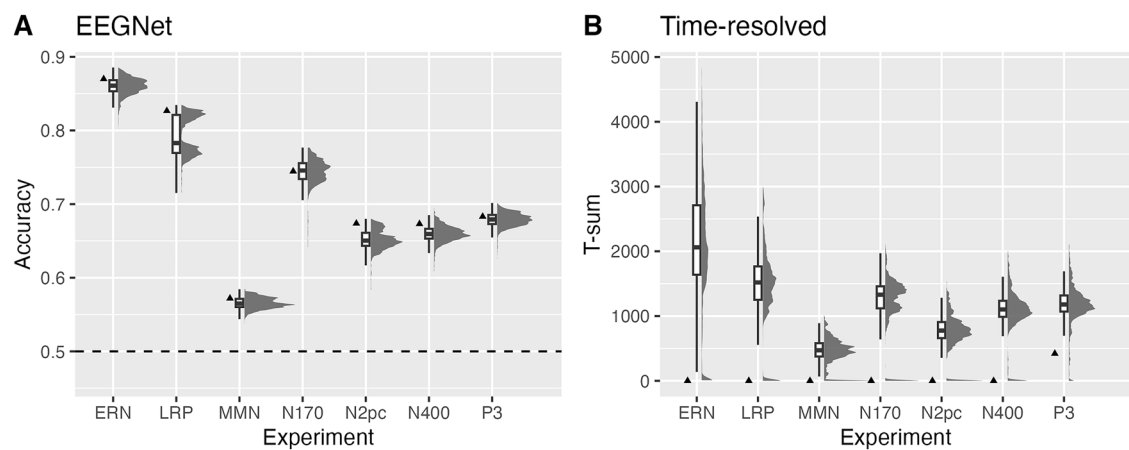 A EEGNet
0.9
0.8
0.7
0.6
0.5
Accuracy
ERN LRP MMN N170 N2pc N400 P3
Experiment
B Time-resolved
5000
4000
3000
2000
1000
0
T-sum
ERN LRP MMN N170 N2pc N400 P3
Experiment